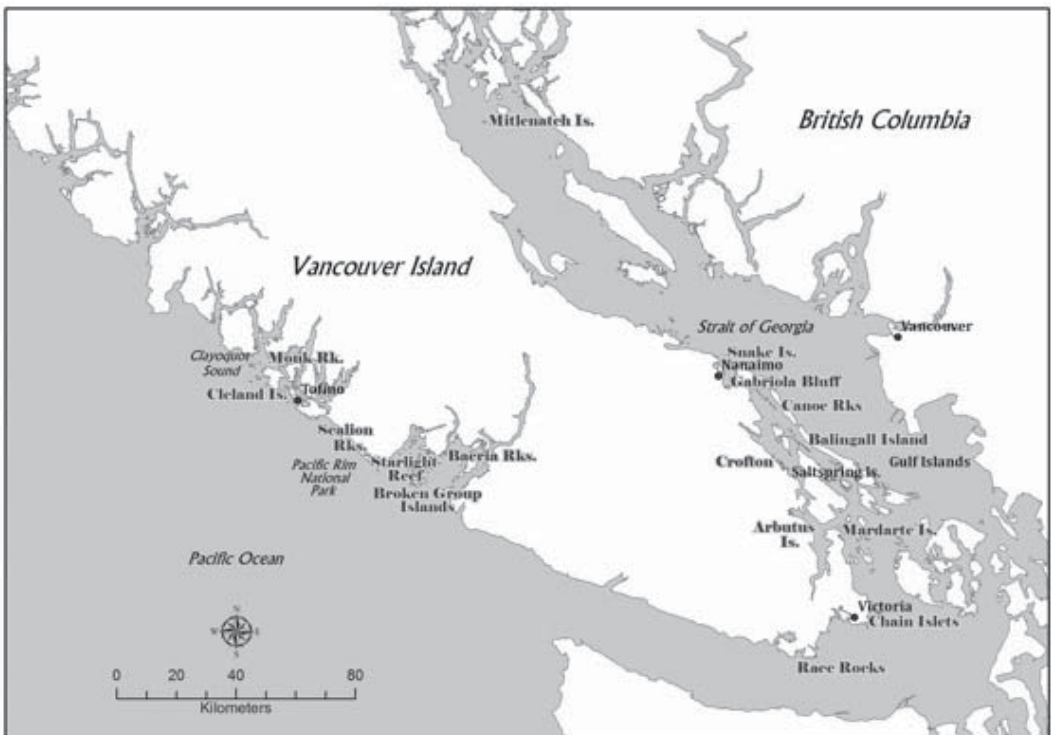 Mitlenatch Is.
British Columbia
Vancouver Island
Strait of Georgia
Vancouver
Snake Is.
Nanaimo
Gabriola Bluff
Clayoquot
Sound
Monk Rk.
Cleland Is.
Tofino
Canoe Rks
Sealion
Rks.
Balingall Island
Pacific Rim
National
Park
Starlight
Reef
Baeria Rks.
Crofton
Saltspring Is.
Gulf Islands
Broken Group
Islands
Arbutus
Is.
Mardarte Is.
Pacific Ocean
N
W
E
S
Victoria
Chain Islets
Race Rocks
0 20 40 80
Kilometers